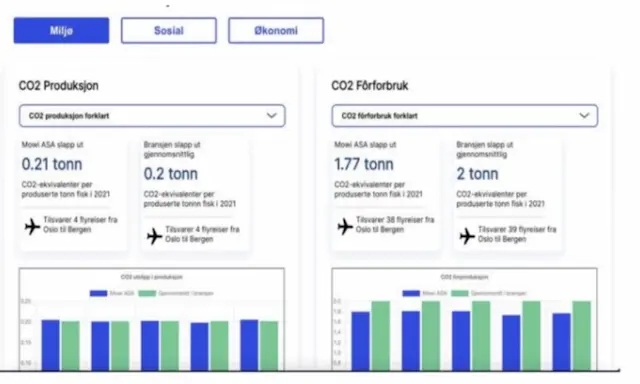 Miljø
Sosial
Økonomi
CO2 Produksjon
CO2 produksjon forklart
Mowi ASA slapp ut
0.21 tonn
CO2-ekvivalenter per
produserte tonn fisk i 2021
Tilsvarer 4 flyreiser fra
Oslo til Bergen
Bransjen slapp ut
gjennomsnittlig
0.2 tonn
CO2-ekvivalenter per
produserte tonnn fisk i 2021
Tilsvarer 4 flyreiser fra
Oslo til Bergen
CO2 utslipp i produksjon
Mowi ASA
Gjennomsnitt i bransjen
0.25
0.20
0.15
0.10
CO2 Fôrforbruk
CO2 fôrforbruk forklart
Mowi ASA slapp ut
1.77 tonn
CO2-ekvivalenter per
produserte tonn fisk i 2021
Tilsvarer 38 flyreiser fra
Oslo til Bergen
Bransjen slapp ut
gjennomsnittlig
2 tonn
CO2-ekvivalenter per
produserte tonn fisk i 2021
Tilsvarer 39 flyreiser fra
Oslo til Bergen
CO2 forproduksjon
Mowi ASA
Gjennomsnitt i bransjen
2.0
1.8
1.6
1.4
1.2
1.0
0.8